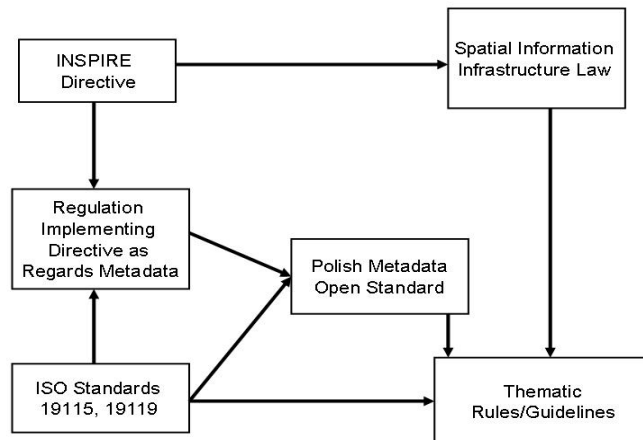 INSPIRE
Directive
Spatial Information
Infrastructure Law
Regulation
Implementing
Directive as
Regards Metadata
Polish Metadata
Open Standard
ISO Standards
19115, 19119
Thematic
Rules/Guidelines